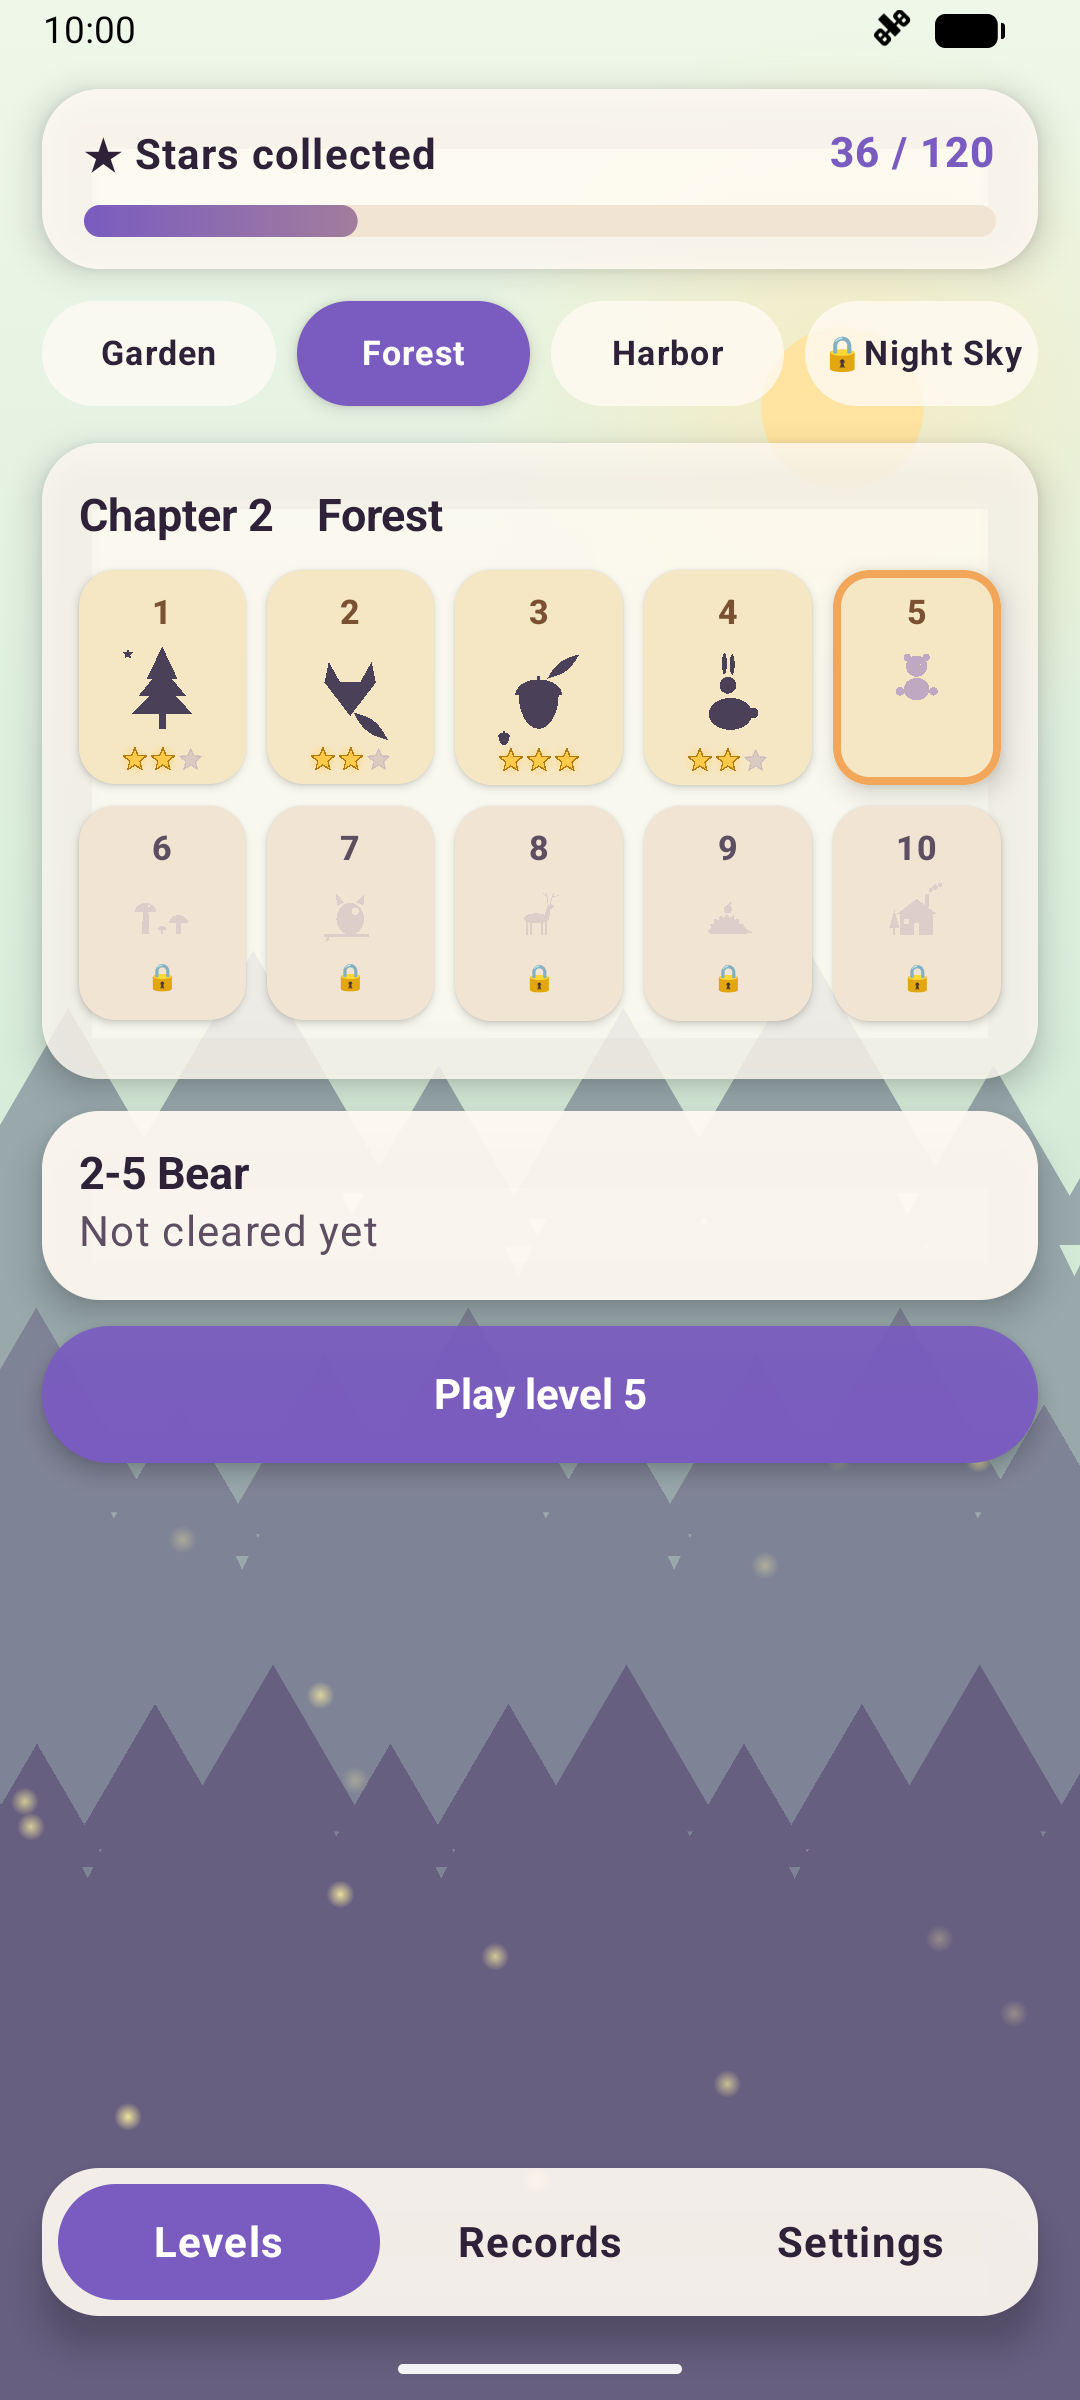 10:00
★ Stars collected
36 / 120
Garden
Forest
Harbor
🔒Night Sky
Chapter 2 Forest
1
2
3
4
5
6
7
8
9
10
2-5 Bear
Not cleared yet
Play level 5
Levels
Records
Settings